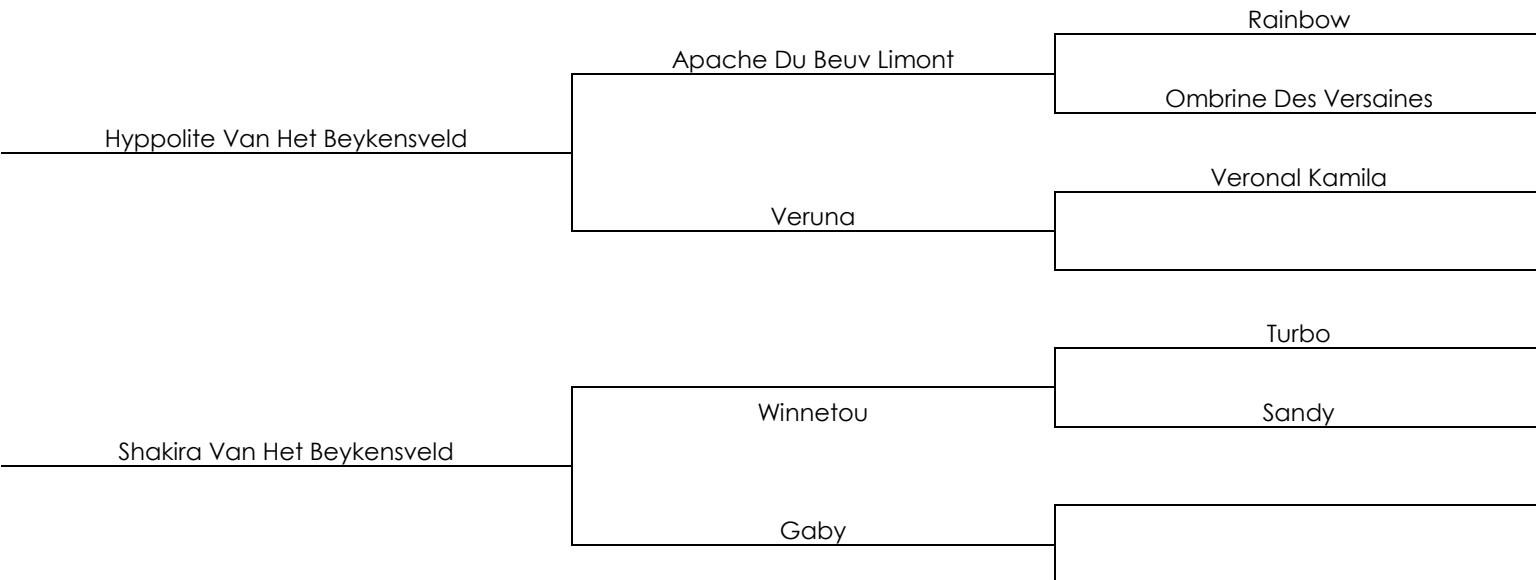 Rainbow
Apache Du Beuv Limont
Ombrine Des Versaines
Hyppolite Van Het Beykensveld
Veronal Kamila
Veruna
Turbo
Winnetou
Sandy
Shakira Van Het Beykensveld
Gaby